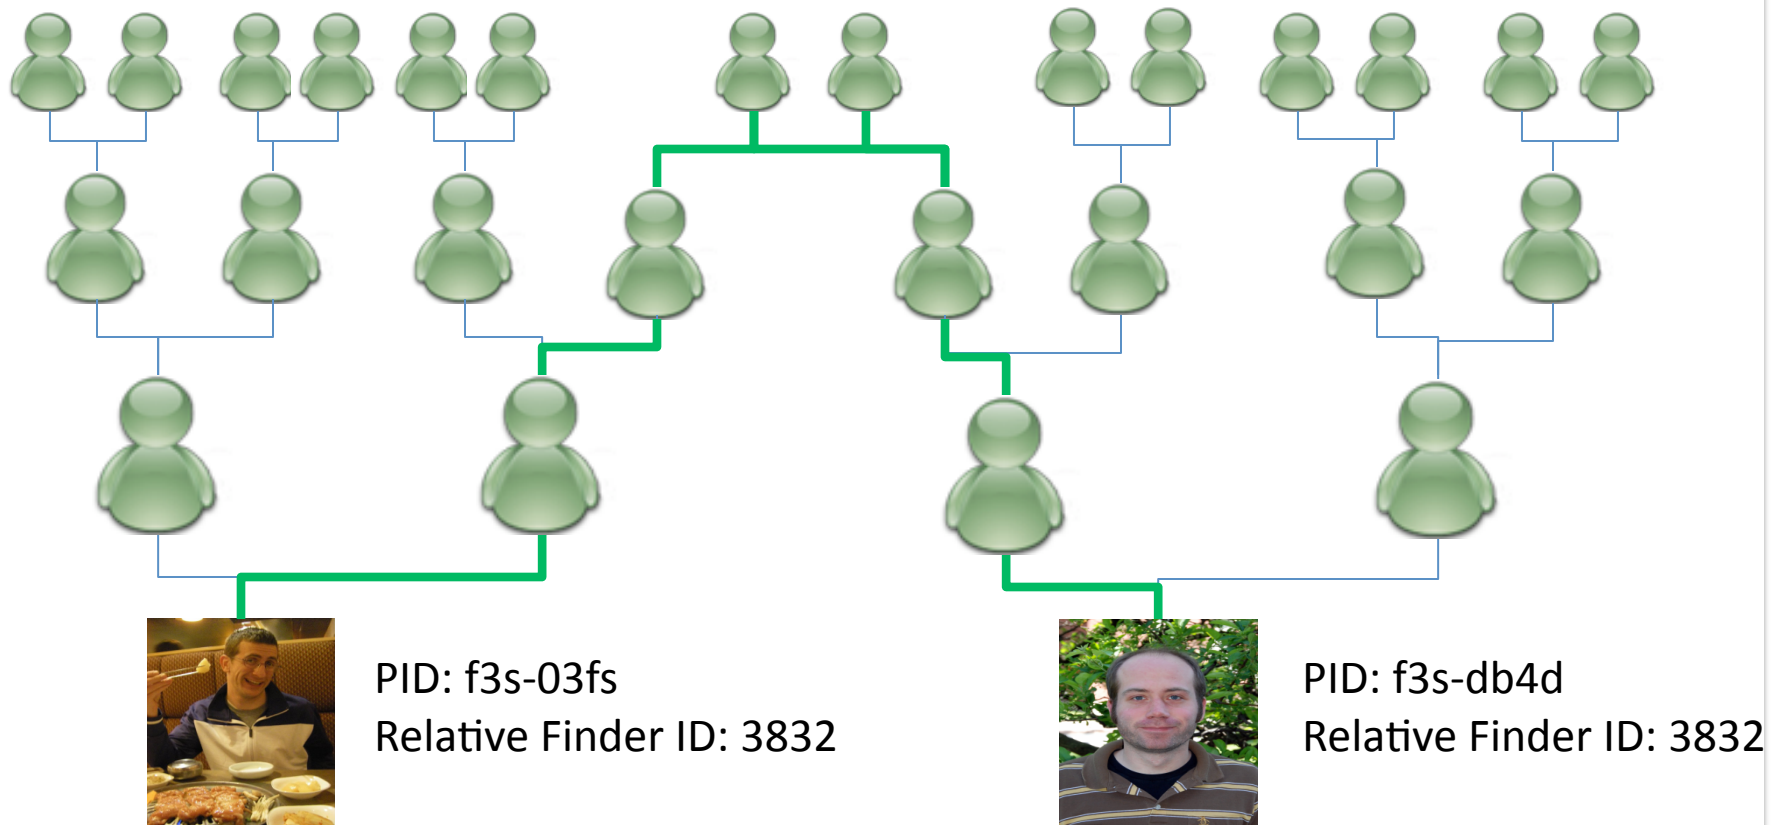 PID: f3s-03fs
Relative Finder ID: 3832
PID: f3s-db4d
Relative Finder ID: 3832